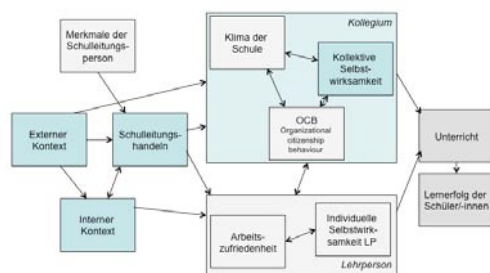 Kollegium
Merkmale der
Schulleitungs-
person
Klima der
Schule
Kollektive
Selbst-
wirksamkeit
OCB
Organizational
citizenship
behaviour
Externer
Kontext
Schulleitungs-
handeln
Unterricht
Interner
Kontext
Lernerfolg der
Schüler/-innen
Arbeits-
zufriedenheit
Individuelle
Selbstwirk-
samkeit LP
Lehrperson